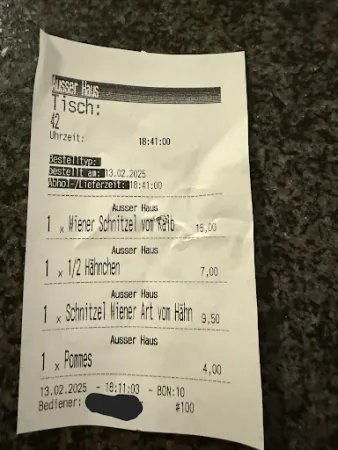 Ausser Haus
Tisch:
42
Uhrzeit: 18:41:00
Bestelltyp:
bestellt am: 13.02.2025
Abhol-/Lieferzeit: 18:41:00
Ausser Haus
1 x Wiener Schnitzel vom Kalb 15,00
Ausser Haus
1 x 1/2 Hähnchen 7,00
Ausser Haus
1 x Schnitzel Wiener Art vom Hähn 9,50
Ausser Haus
1 x Pommes 4,00
13.02.2025 - 18:11:03 - BON:10
Bediener: #100